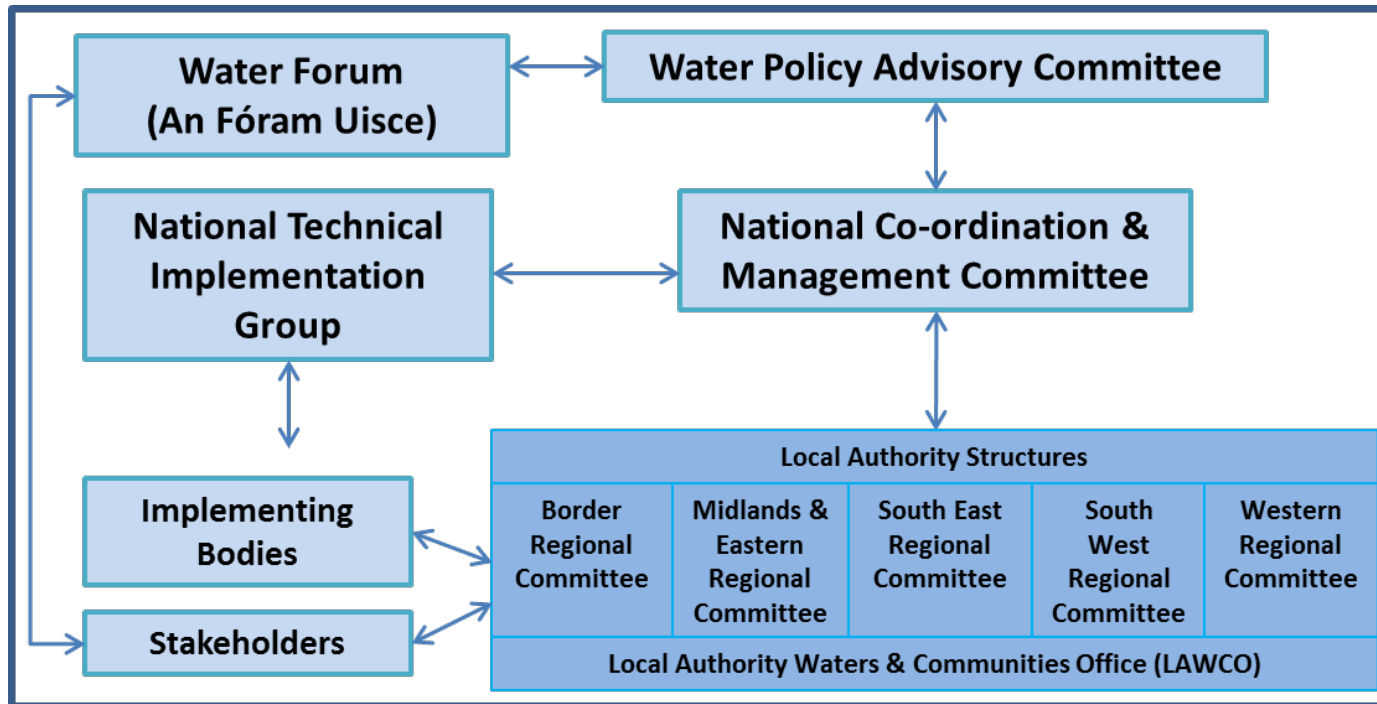 Water Forum
(An Fóram Uisce)
Water Policy Advisory Committee
National Technical
Implementation
Group
National Co-ordination &
Management Committee
Implementing
Bodies
Stakeholders
Local Authority Structures
Border
Regional
Committee
Midlands &
Eastern
Regional
Committee
South East
Regional
Committee
South
West
Regional
Committee
Western
Regional
Committee
Local Authority Waters & Communities Office (LAWCO)